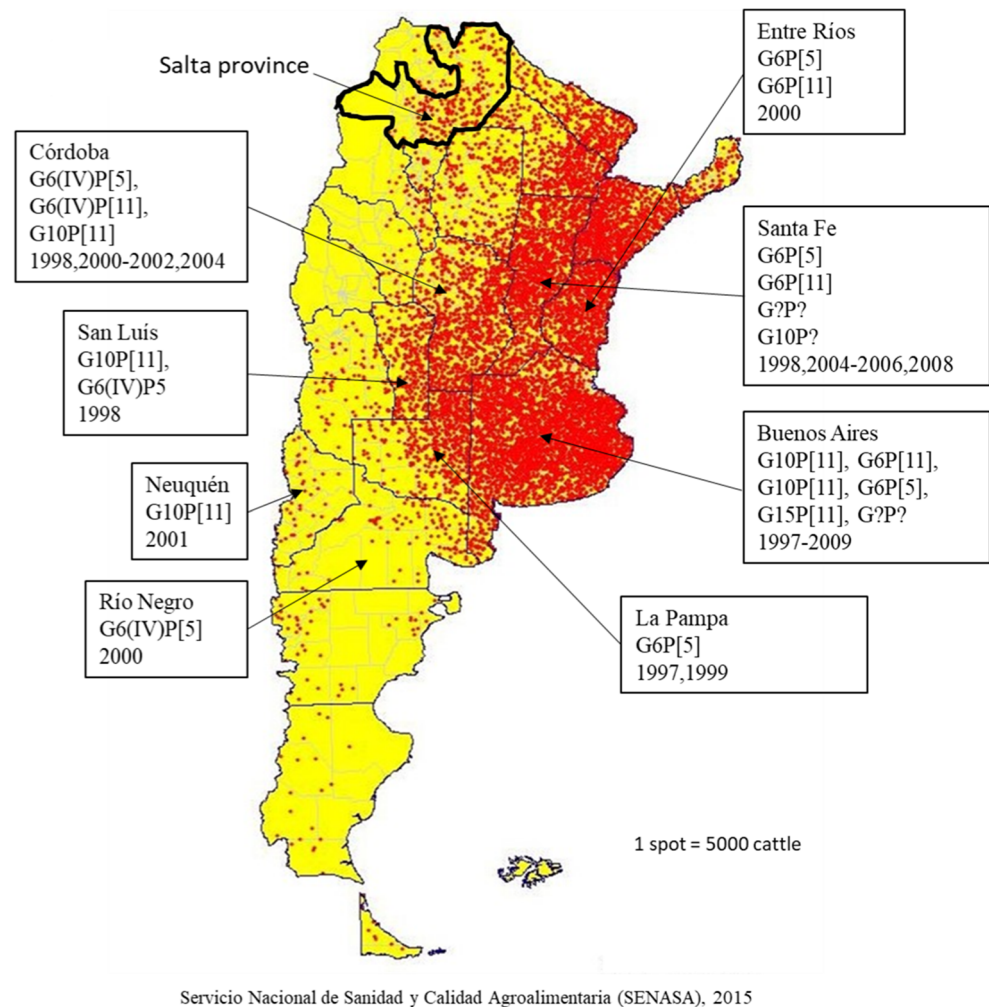 Salta province
Entre Ríos
G6P[5]
G6P[11]
2000
Córdoba
G6(IV)P[5],
G6(IV)P[11],
G10P[11]
1998,2000-2002,2004
Santa Fe
G6P[5]
G6P[11]
G?P?
G10P?
1998,2004-2006,2008
San Luís
G10P[11],
G6(IV)P5
1998
Buenos Aires
G10P[11], G6P[11],
G10P[11], G6P[5],
G15P[11], G?P?
1997-2009
Neuquén
G10P[11]
2001
Río Negro
G6(IV)P[5]
2000
La Pampa
G6P[5]
1997,1999
1 spot = 5000 cattle
Servicio Nacional de Sanidad y Calidad Agroalimentaria (SENASA), 2015